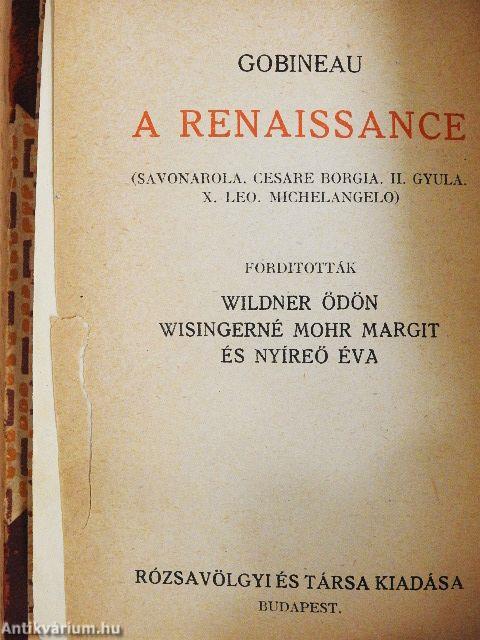 GOBINEAU
A RENAISSANCE
(SAVONAROLA. CESARE BORGIA. II. GYULA.
X. LEO. MICHELANGELO)
FORDITOTTÁK
WILDNER ÖDÖN
WISINGERNÉ MOHR MARGIT
ÉS NYÍREŐ ÉVA
RÓZSAVÖLGYI ÉS TÁRSA KIADÁSA
BUDAPEST.
Antikvárium.hu